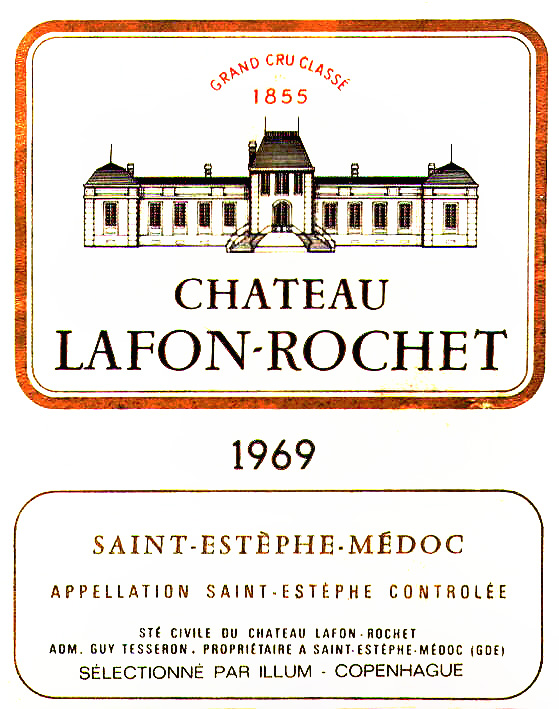 GRAND CRU CLASSÉ
1855
CHATEAU
LAFON-ROCHET
1969
SAINT-ESTÈPHE-MÉDOC
APPELLATION SAINT-ESTÈPHE CONTROLÉE
STÉ CIVILE DU CHATEAU LAFON-ROCHET
ADM. GUY TESSERON, PROPRIÉTAIRE A SAINT-ESTÈPHE-MÉDOC (GDE)
SÉLECTIONNÉ PAR ILLUM - COPENHAGUE